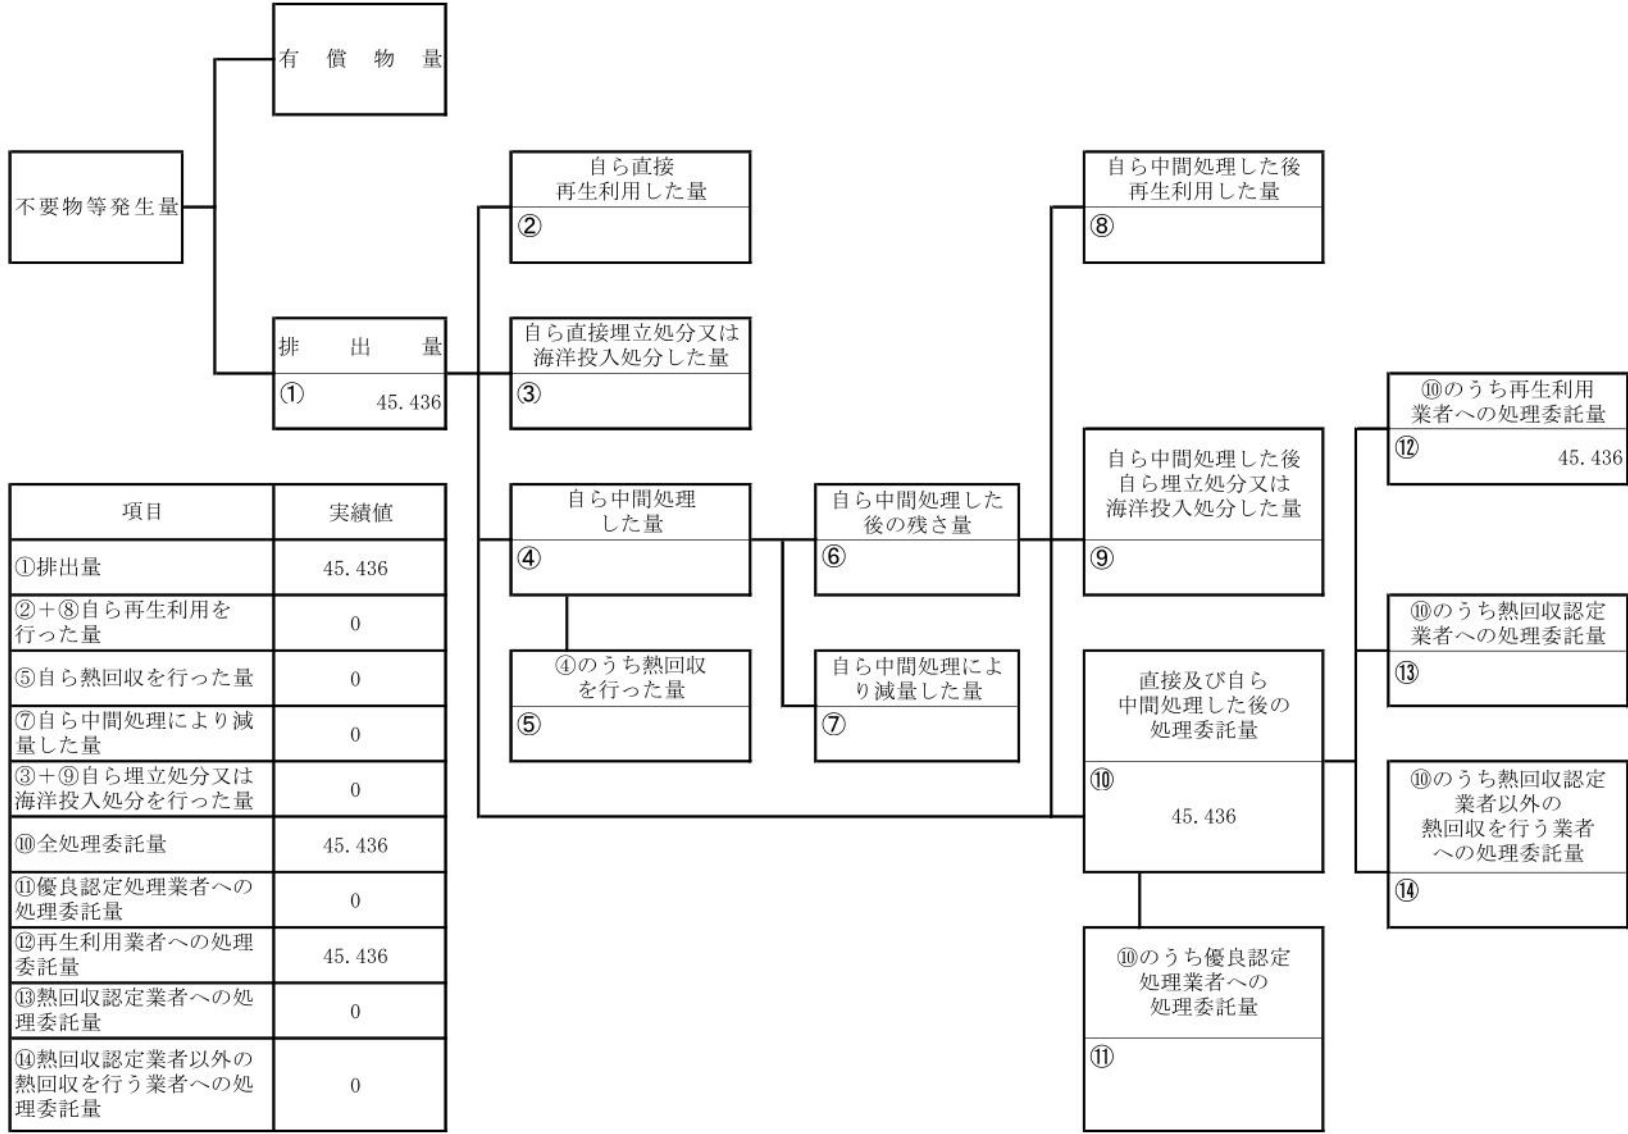 有償物量
不要物等発生量
排出量
①
45.436
自ら直接
再生利用した量
②
自ら直接埋立処分又は
海洋投入処分した量
③
自ら中間処理
した量
④
④のうち熱回収
を行った量
⑤
自ら中間処理した
後の残さ量
⑥
自ら中間処理によ
り減量した量
⑦
自ら中間処理した後
再生利用した量
⑧
自ら中間処理した後
自ら埋立処分又は
海洋投入処分した量
⑨
直接及び自ら
中間処理した後の
処理委託量
⑩
45.436
⑩のうち優良認定
処理業者への
処理委託量
⑪
⑩のうち再生利用
業者への処理委託量
⑫
45.436
⑩のうち熱回収認定
業者への処理委託量
⑬
⑩のうち熱回収認定
業者以外の
熱回収を行う業者
への処理委託量
⑭
項目 実績値
①排出量 45.436
②＋⑧自ら再生利用を
行った量
0
⑤自ら熱回収を行った量 0
⑦自ら中間処理により減
量した量
0
③＋⑨自ら埋立処分又は
海洋投入処分を行った量
0
⑩全処理委託量 45.436
⑪優良認定処理業者への
処理委託量
0
⑫再生利用業者への処理
委託量
45.436
⑬熱回収認定業者への処
理委託量
0
⑭熱回収認定業者以外の
熱回収を行う業者への処
理委託量
0